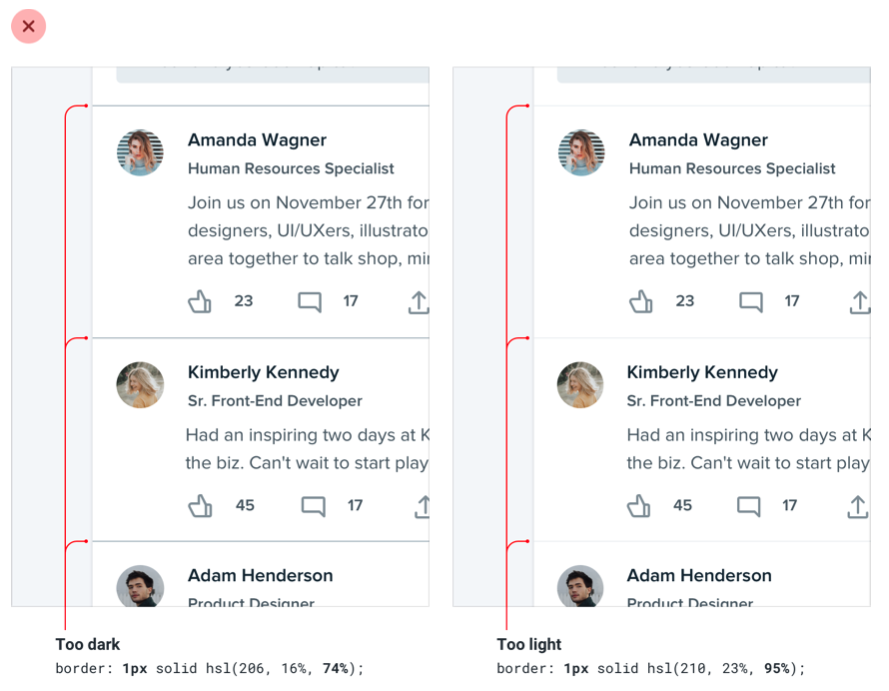 Amanda Wagner
Human Resources Specialist
Join us on November 27th for
designers, UI/UXers, illustrato
area together to talk shop, mi
23 17
Kimberly Kennedy
Sr. Front-End Developer
Had an inspiring two days at K
the biz. Can't wait to start play
45 17
Adam Henderson
Product Designer
Too dark
border: 1px solid hsl(206, 16%, 74%);
Amanda Wagner
Human Resources Specialist
Join us on November 27th for
designers, UI/UXers, illustrato
area together to talk shop, mi
23 17
Kimberly Kennedy
Sr. Front-End Developer
Had an inspiring two days at K
the biz. Can't wait to start play
45 17
Adam Henderson
Product Designer
Too light
border: 1px solid hsl(210, 23%, 95%);